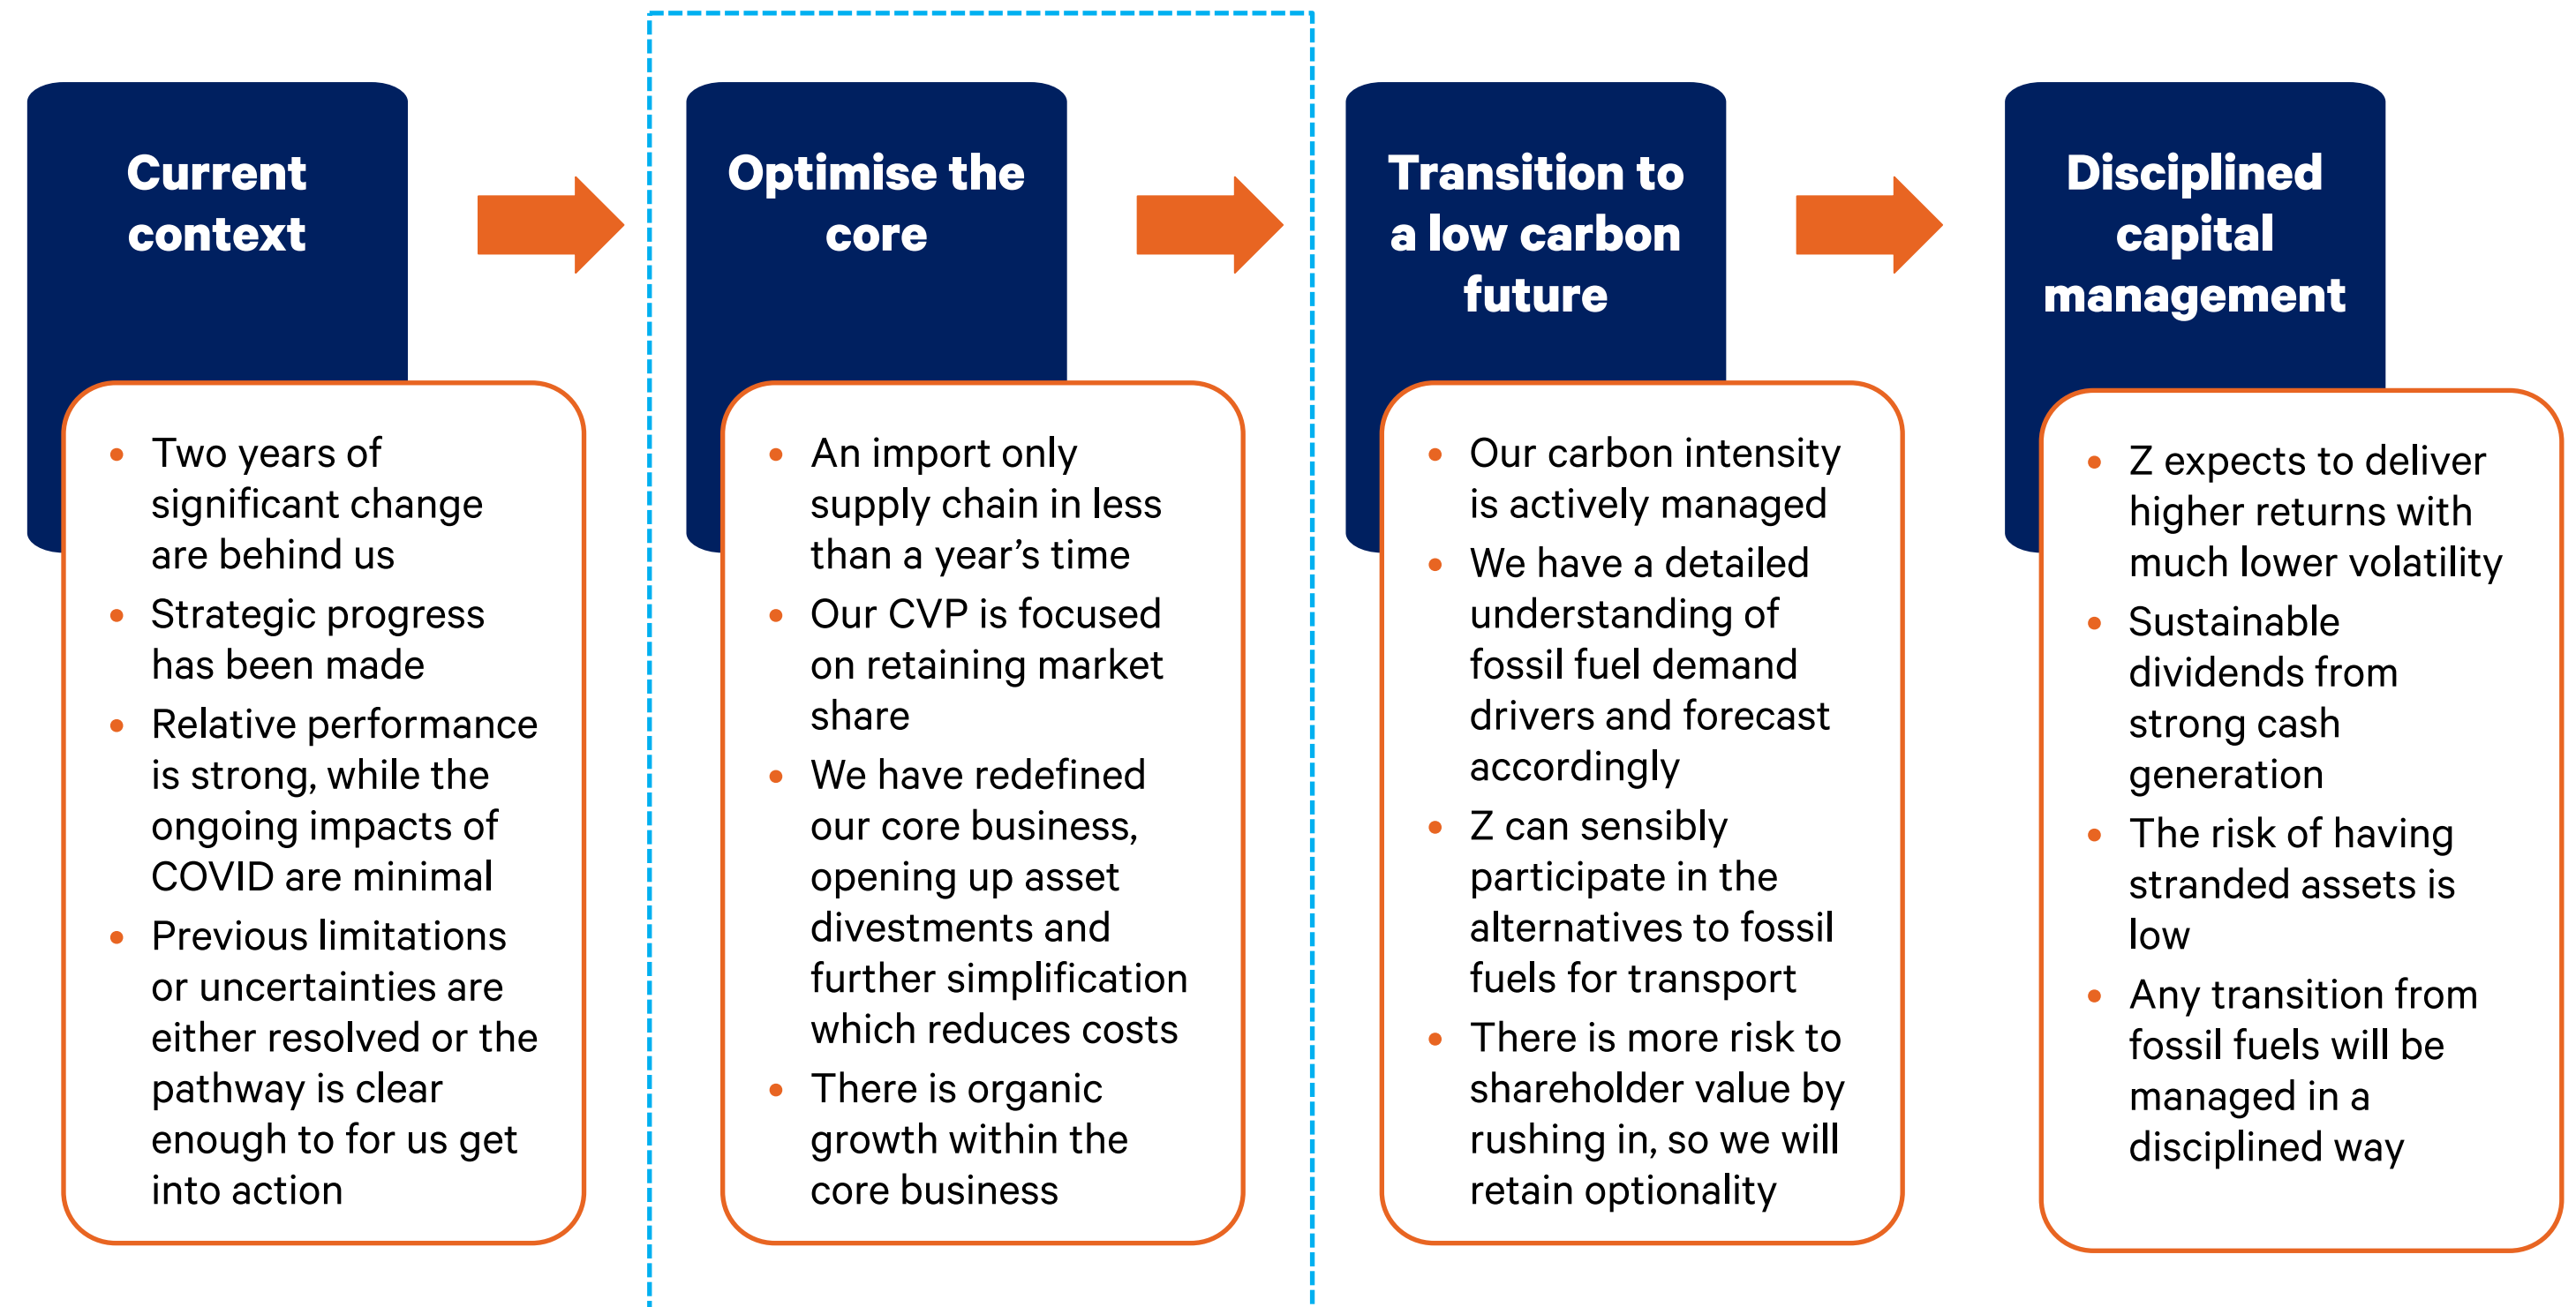 Current
context
• Two years of
significant change
are behind us
• Strategic progress
has been made
• Relative performance
is strong, while the
ongoing impacts of
COVID are minimal
• Previous limitations
or uncertainties are
either resolved or the
pathway is clear
enough to for us get
into action
Optimise the
core
• An import only
supply chain in less
than a year’s time
• Our CVP is focused
on retaining market
share
• We have redefined
our core business,
opening up asset
divestments and
further simplification
which reduces costs
• There is organic
growth within the
core business
Transition to
a low carbon
future
• Our carbon intensity
is actively managed
• We have a detailed
understanding of
fossil fuel demand
drivers and forecast
accordingly
• Z can sensibly
participate in the
alternatives to fossil
fuels for transport
• There is more risk to
shareholder value by
rushing in, so we will
retain optionality
Disciplined
capital
management
• Z expects to deliver
higher returns with
much lower volatility
• Sustainable
dividends from
strong cash
generation
• The risk of having
stranded assets is
low
• Any transition from
fossil fuels will be
managed in a
disciplined way